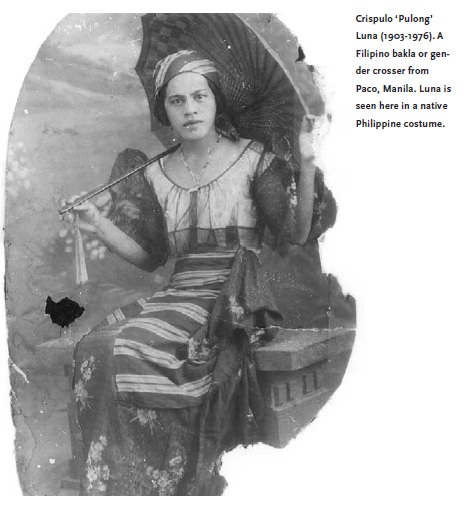 Crispulo ‘Pulong’
Luna (1903-1976). A
Filipino bakla or gen-
der crosser from
Paco, Manila. Luna is
seen here in a native
Philippine costume.